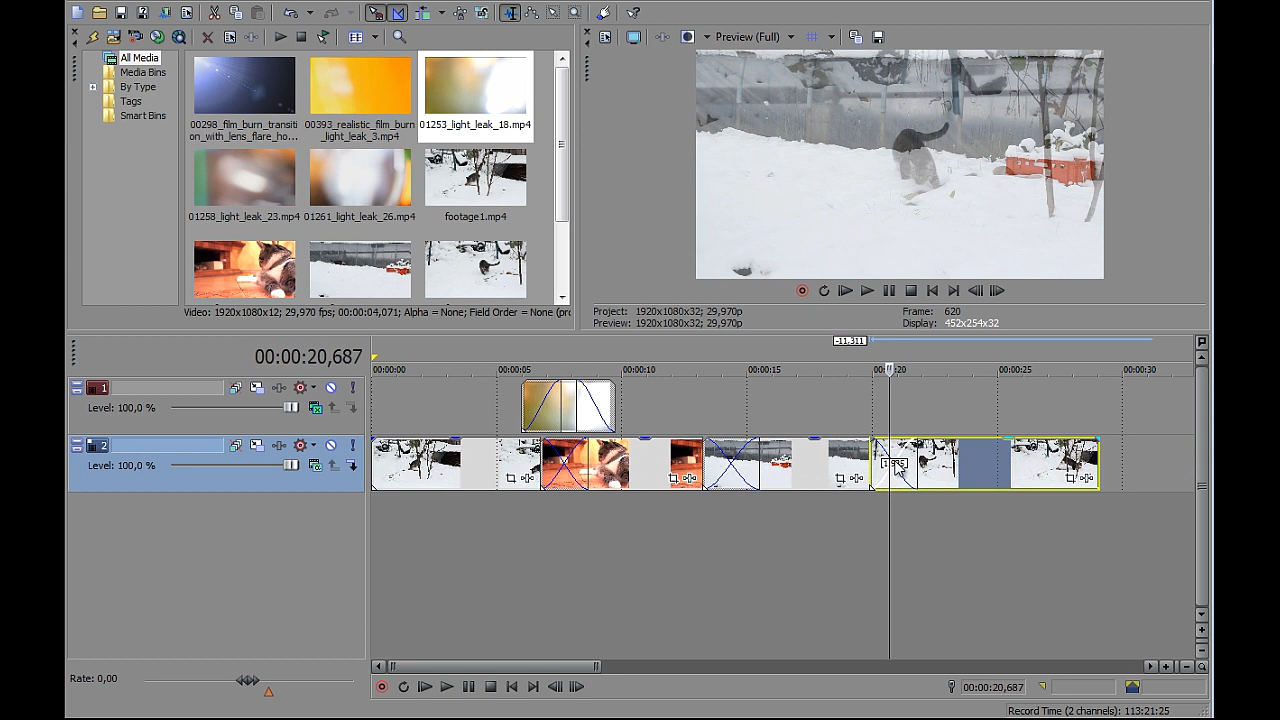 Preview (Full)
All Media
Media Bins
By Type
Tags
Smart Bins
00298_film_burn_transiti
on_with_lens_flare_ho...
00393_realistic_film_burn
_light_leak_3.mp4
01253_light_leak_18.mp4
01258_light_leak_23.mp4
01261_light_leak_26.mp4
footage1.mp4
Video: 1920x1080x12; 29,970 fps; 00:00:04,071; Alpha = None; Field Order = None (pro
Project: 1920x1080x32; 29,970p
Frame: 620
Preview: 1920x1080x32; 29,970p
Display: 452x254x32
-11,311
00:00:20,687
00:00:00
00:00:05
00:00:10
00:00:15
00:00:20
00:00:25
00:00:30
1
Level: 100,0 %
2
Level: 100,0 %
Rate: 0,00
00:00:20,687
Record Time (2 channels): 113:21:25